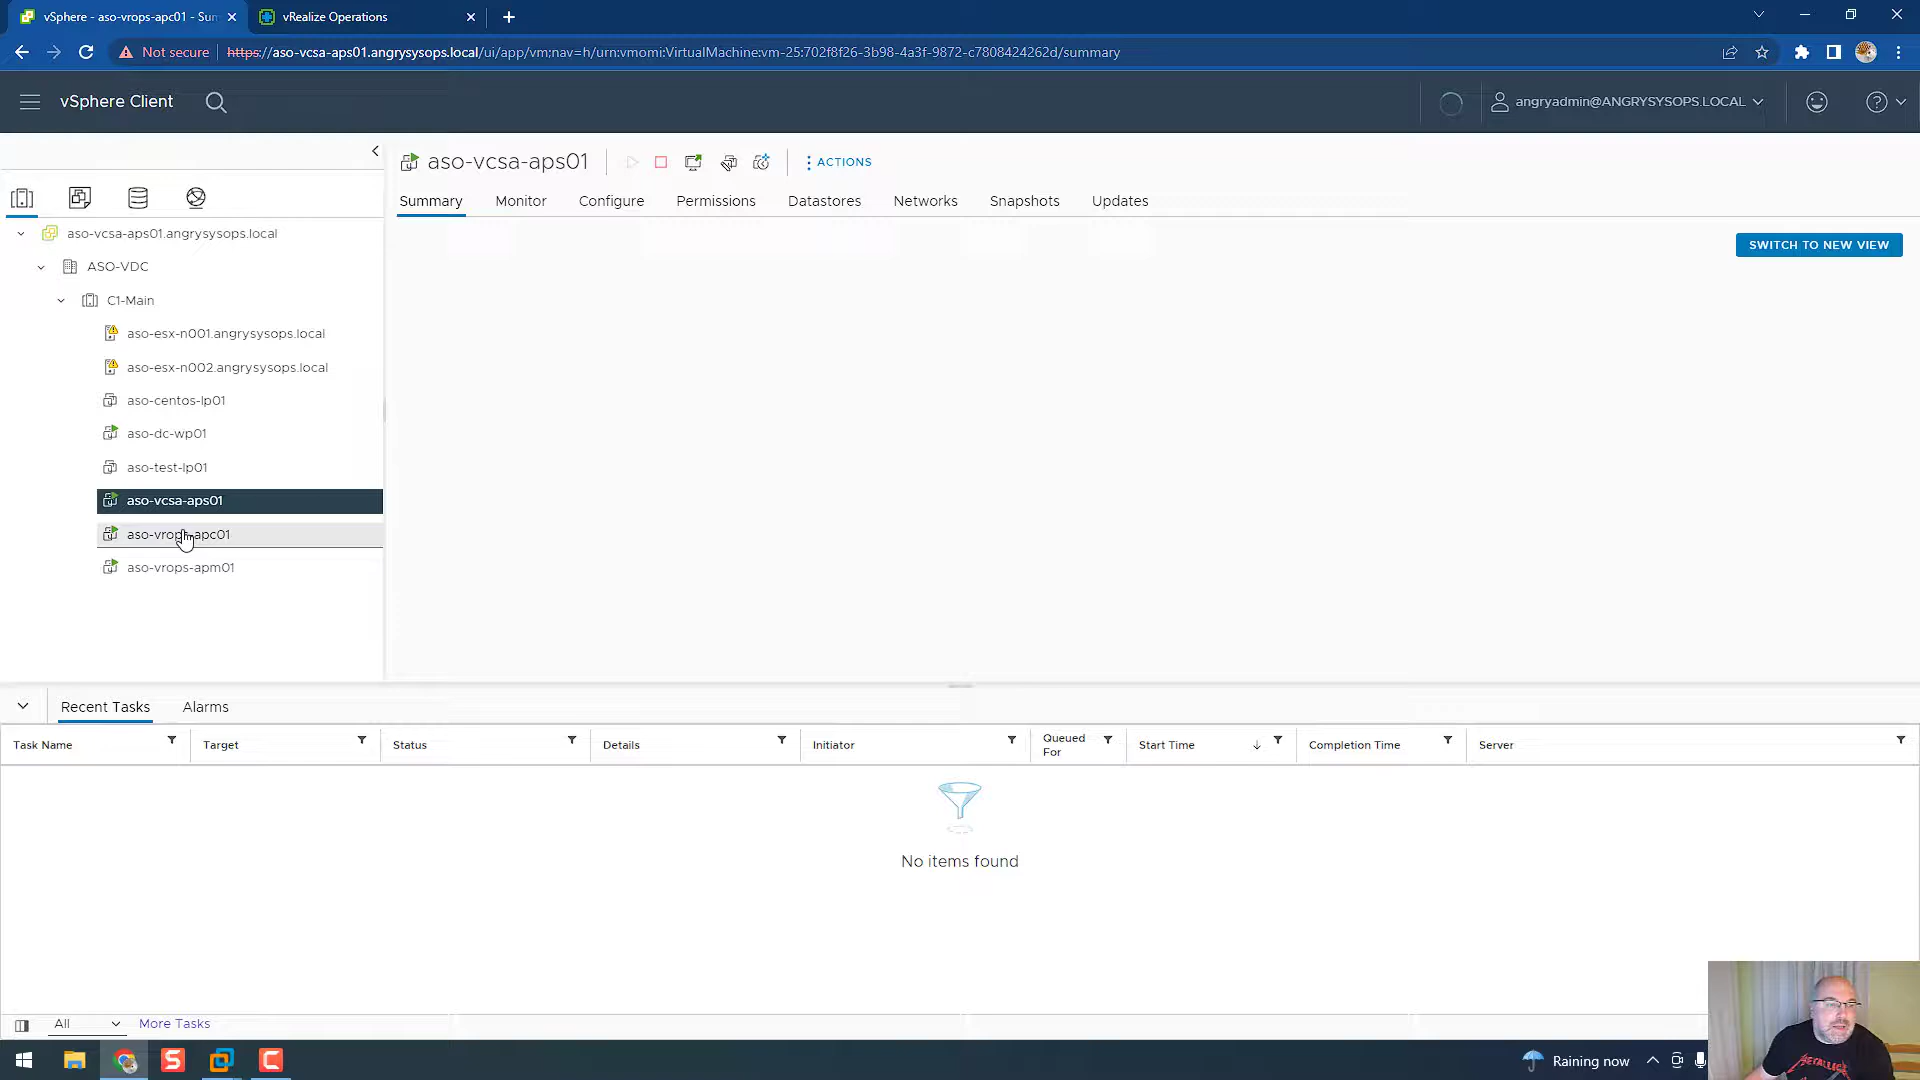 vSphere - aso-vrops-apc01 - Sum
vRealize Operations
Not secure
https://aso-vcsa-aps01.angrysysops.local/ui/app/vm;nav=h/urn:vmomi:VirtualMachine:vm-25:702f8f26-3b98-4a3f-9872-c7808424262d/summary
vSphere Client
angryadmin@ANGRYSYSOPS.LOCAL
aso-vcsa-aps01
ACTIONS
Summary
Monitor
Configure
Permissions
Datastores
Networks
Snapshots
Updates
SWITCH TO NEW VIEW
aso-vcsa-aps01.angrysysops.local
ASO-VDC
C1-Main
aso-esx-n001.angrysysops.local
aso-esx-n002.angrysysops.local
aso-centos-lp01
aso-dc-wp01
aso-test-lp01
aso-vcsa-aps01
aso-vrops-apc01
aso-vrops-apm01
Recent Tasks
Alarms
Task Name
Target
Status
Details
Initiator
Queued
For
Start Time
Completion Time
Server
No items found
All
More Tasks
Raining now
METALLICA